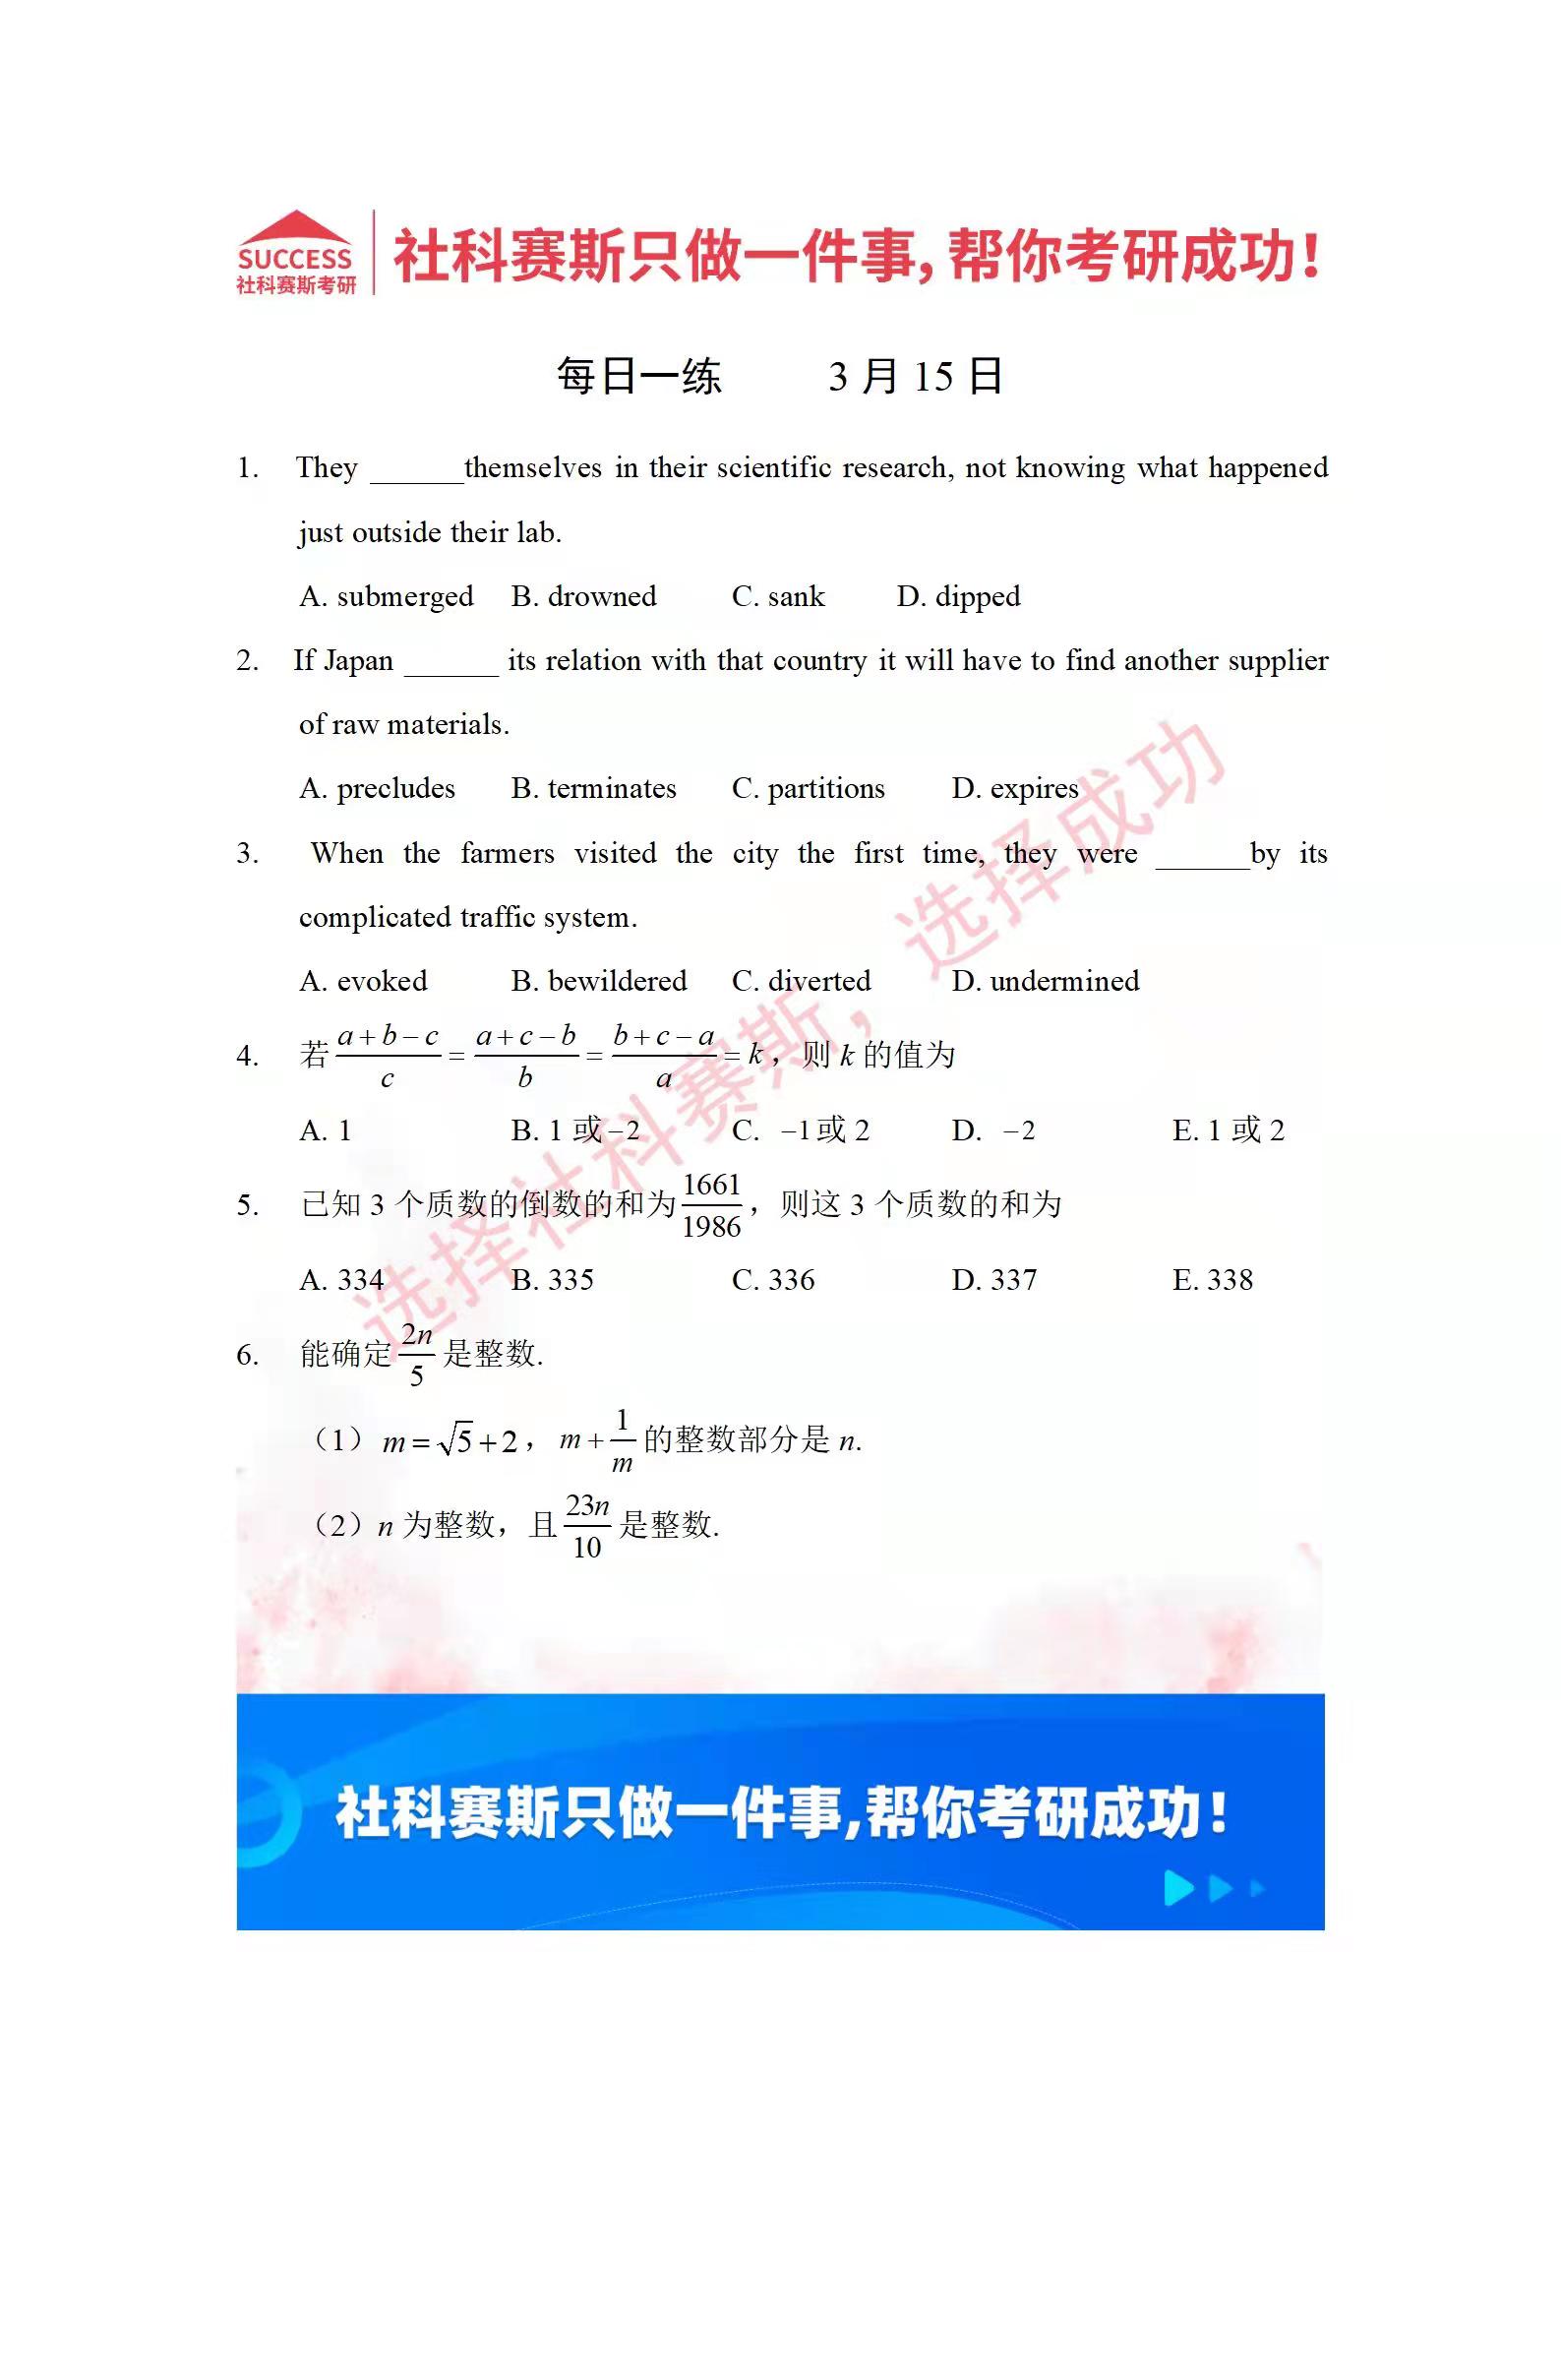 SUCCESS
社科赛斯考研
社科赛斯只做一件事，帮你考研成功！
每日一练 3 月 15 日
1. They ______themselves in their scientific research, not knowing what happened
just outside their lab.
A. submerged B. drowned C. sank D. dipped
2. If Japan ______ its relation with that country it will have to find another supplier
of raw materials.
A. precludes B. terminates C. partitions D. expires
3. When the farmers visited the city the first time, they were ______by its
complicated traffic system.
A. evoked B. bewildered C. diverted D. undermined
4. 若 (a+b−c)/c = (a+c−b)/b = (b+c−a)/a = k，则 k 的值为
A. 1 B. 1 或 −2 C. −1 或 2 D. −2 E. 1 或 2
5. 已知 3 个质数的倒数的和为 1661/1986，则这 3 个质数的和为
A. 334 B. 335 C. 336 D. 337 E. 338
6. 能确定 2n/5 是整数.
（1）m = √5 + 2，m + 1/m 的整数部分是 n.
（2）n 为整数，且 23n/10 是整数.
选择社科赛斯，选择成功
社科赛斯只做一件事,帮你考研成功！